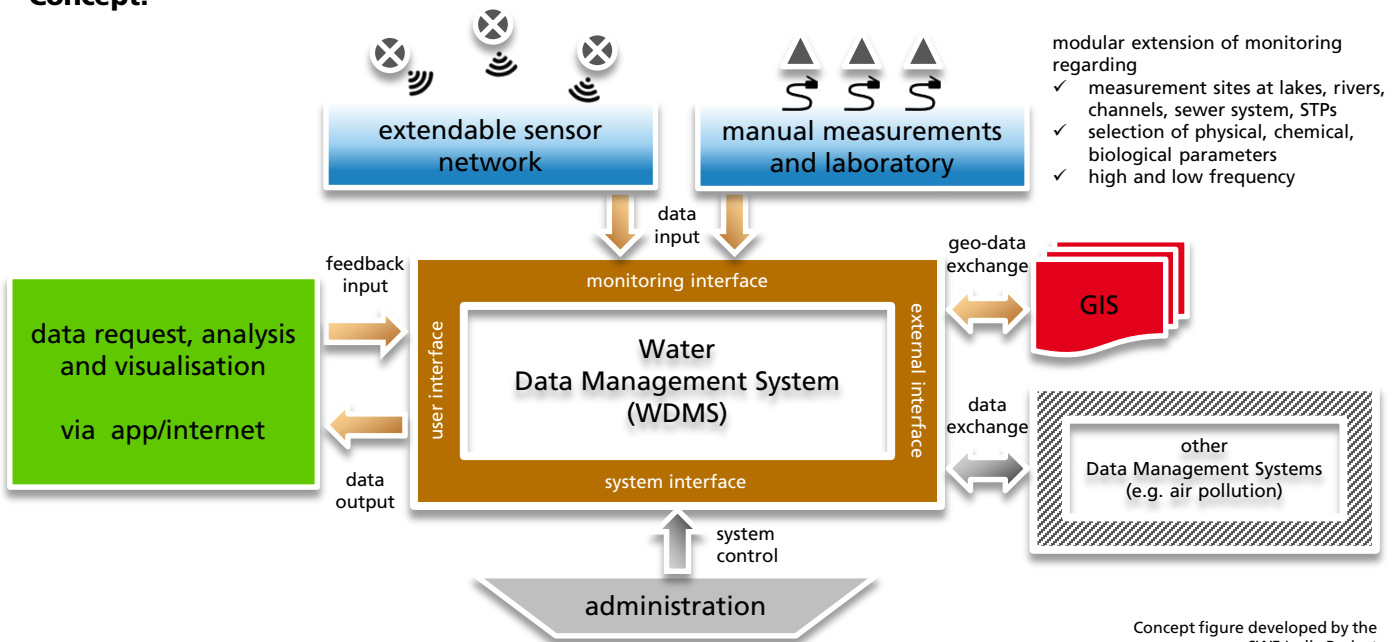 Concept:
extendable sensor
network
manual measurements
and laboratory
modular extension of monitoring
regarding
✓ measurement sites at lakes, rivers,
channels, sewer system, STPs
✓ selection of physical, chemical,
biological parameters
✓ high and low frequency
data
input
feedback
input
geo-data
exchange
monitoring interface
GIS
data request, analysis
and visualisation
via app/internet
user interface
Water
Data Management System
(WDMS)
external interface
data
exchange
other
Data Management Systems
(e.g. air pollution)
data
output
system interface
system
control
administration
Concept figure developed by the